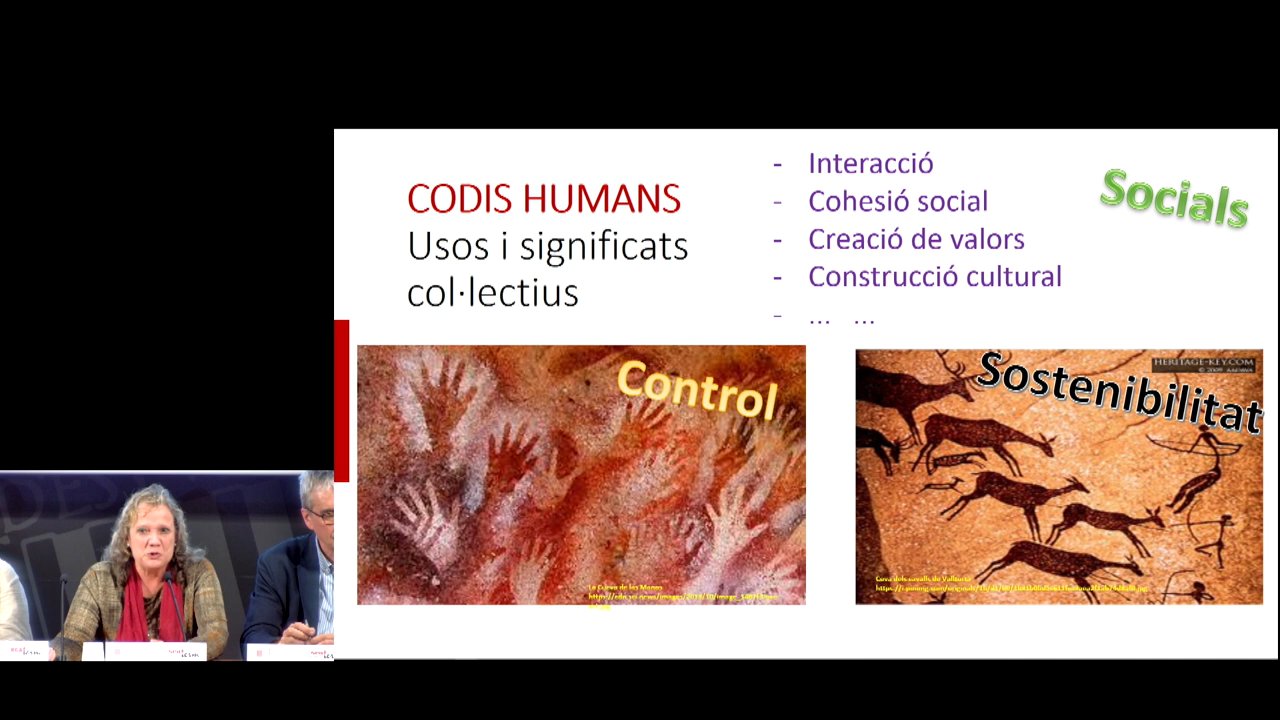 CODIS HUMANS
Usos i significats
col·lectius
- Interacció
- Cohesió social
- Creació de valors
- Construcció cultural
- ... ...
Socials
Control
Sostenibilitat
HERITAGE-KEY.COM
© 2009
La Cueva de las Manos
Cova dels cavalls de Valltorta